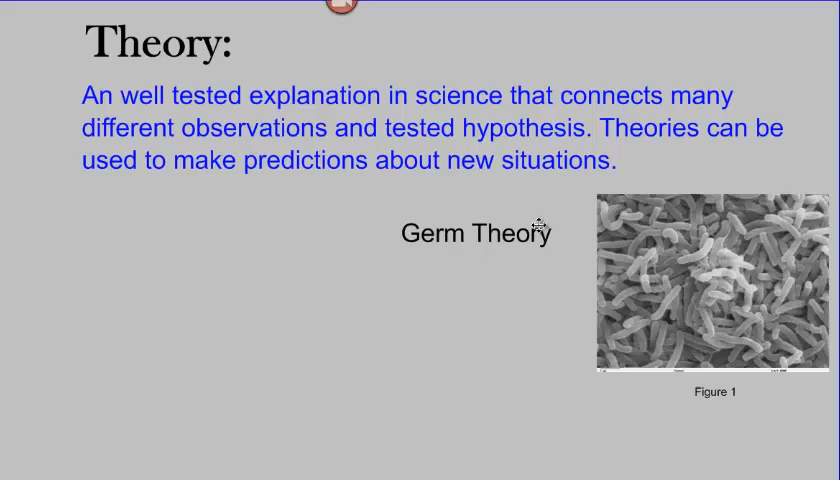 Theory:
An well tested explanation in science that connects many
different observations and tested hypothesis. Theories can be
used to make predictions about new situations.
Germ Theory
Figure 1